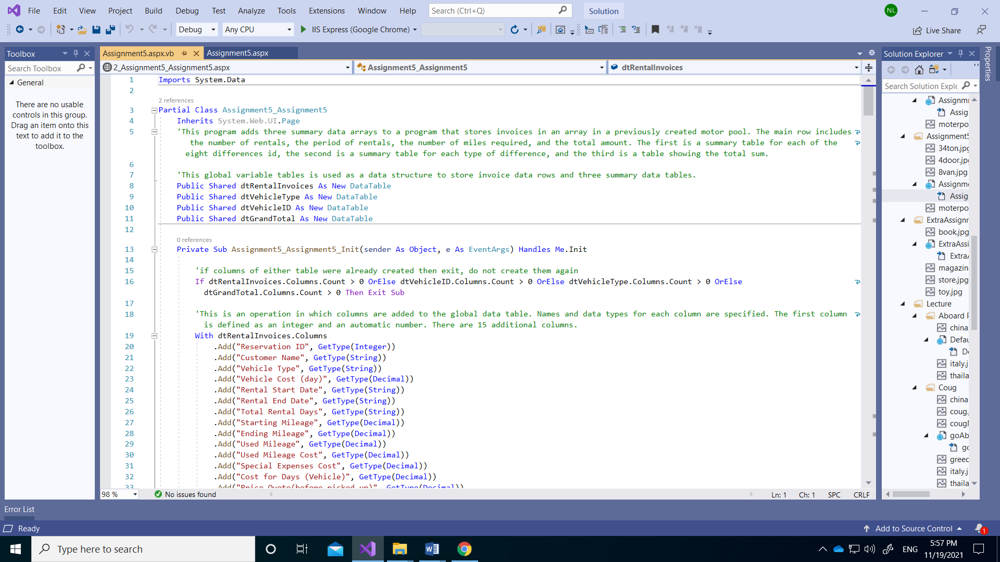 File Edit View Project Build Debug Test Analyze Tools Extensions Window Help Search (Ctrl+Q) Solution NL
Debug Any CPU IIS Express (Google Chrome) Live Share
Toolbox
Search Toolbox
General
There are no usable
controls in this group.
Drag an item onto this
text to add it to the
toolbox.
Assignment5.aspx.vb Assignment5.aspx
2_Assignment5_Assignment5.aspx Assignment5_Assignment5 dtRentalInvoices
1 Imports System.Data
2
2 references
3 Partial Class Assignment5_Assignment5
4 Inherits System.Web.UI.Page
5 'This program adds three summary data arrays to a program that stores invoices in an array in a previously created motor pool. The main row includes
the number of rentals, the period of rentals, the number of miles required, and the total amount. The first is a summary table for each of the
eight differences id, the second is a summary table for each type of difference, and the third is a table showing the total sum.
6
7 'This global variable tables is used as a data structure to store invoice data rows and three summary data tables.
8 Public Shared dtRentalInvoices As New DataTable
9 Public Shared dtVehicleType As New DataTable
10 Public Shared dtVehicleID As New DataTable
11 Public Shared dtGrandTotal As New DataTable
12
0 references
13 Private Sub Assignment5_Assignment5_Init(sender As Object, e As EventArgs) Handles Me.Init
14
15 'if columns of either table were already created then exit, do not create them again
16 If dtRentalInvoices.Columns.Count > 0 OrElse dtVehicleID.Columns.Count > 0 OrElse dtVehicleType.Columns.Count > 0 OrElse
dtGrandTotal.Columns.Count > 0 Then Exit Sub
17
18 'This is an operation in which columns are added to the global data table. Names and data types for each column are specified. The first column
is defined as an integer and an automatic number. There are 15 additional columns.
19 With dtRentalInvoices.Columns
20 .Add("Reservation ID", GetType(Integer))
21 .Add("Customer Name", GetType(String))
22 .Add("Vehicle Type", GetType(String))
23 .Add("Vehicle Cost (day)", GetType(Decimal))
24 .Add("Rental Start Date", GetType(String))
25 .Add("Rental End Date", GetType(String))
26 .Add("Total Rental Days", GetType(String))
27 .Add("Starting Mileage", GetType(Decimal))
28 .Add("Ending Mileage", GetType(Decimal))
29 .Add("Used Mileage", GetType(Decimal))
30 .Add("Used Mileage Cost", GetType(Decimal))
31 .Add("Special Expenses Cost", GetType(Decimal))
32 .Add("Cost for Days (Vehicle)", GetType(Decimal))
33 .Add("Price Quote(before picked up)", GetType(Decimal))
98 % No issues found Ln: 1 Ch: 1 SPC CRLF
Solution Explorer
Search Solution Explo
Assignm
Assig
moterpo
Assignment5
34ton.jpg
4door.jpg
8van.jpg
Assignme
Assig
moterpo
ExtraAssignm
book.jpg
ExtraAssi
ExtraA
magazin
store.jpg
toy.jpg
Lecture
Aboard P
china
Defau
De
italy.j
thaila
Coug
china
coug.
cougl
goAb
go
greec
italy.j
thaila
Properties
Error List
Ready Add to Source Control 1
Type here to search ENG 5:57 PM
11/19/2021